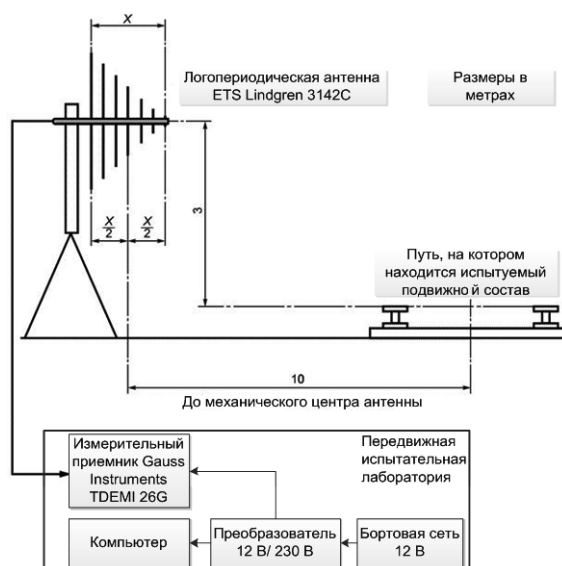 X
Логопериодическая антенна
ETS Lindgren 3142C
Размеры в
метрах
X/2
X/2
3
Путь, на котором
находится испытуемый
подвижной состав
10
До механического центра антенны
Измерительный
приемник Gauss
Instruments
TDEMI 26G
Передвижная
испытательная
лаборатория
Компьютер
Преобразователь
12 В/ 230 В
Бортовая сеть
12 В